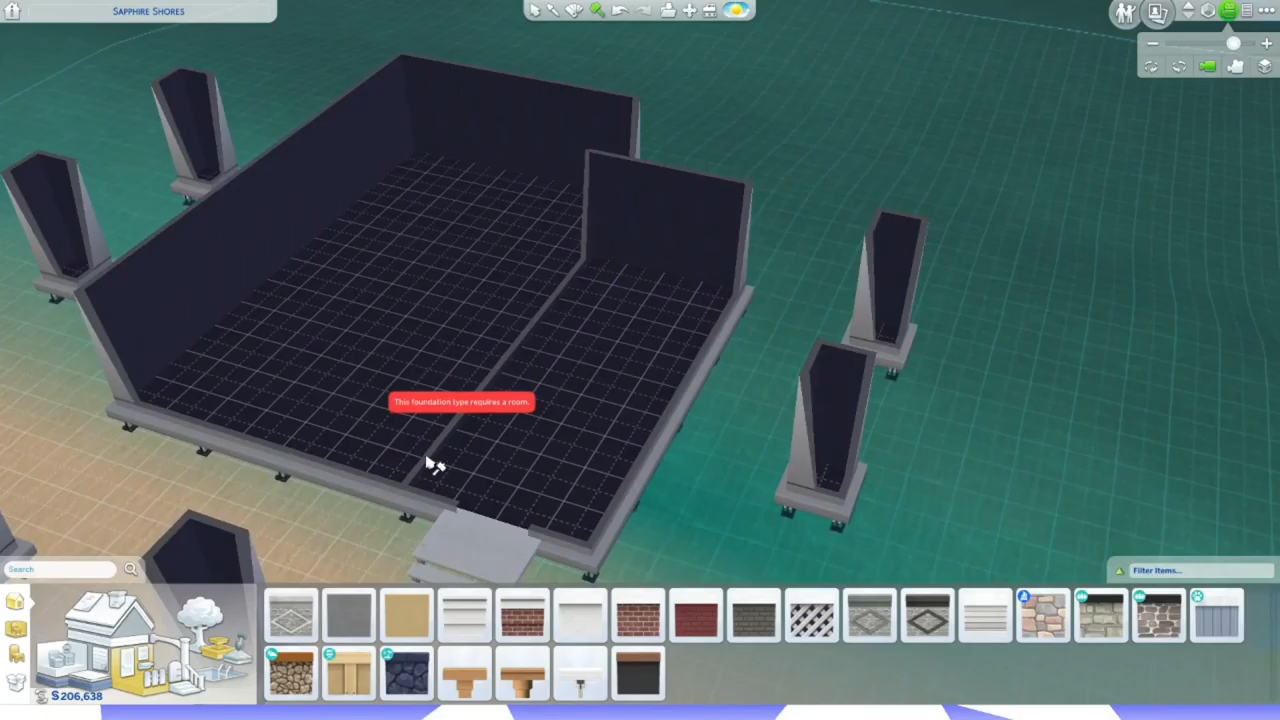 SAPPHIRE SHORES
This foundation type requires a room.
Search
Filter Items...
§206,638